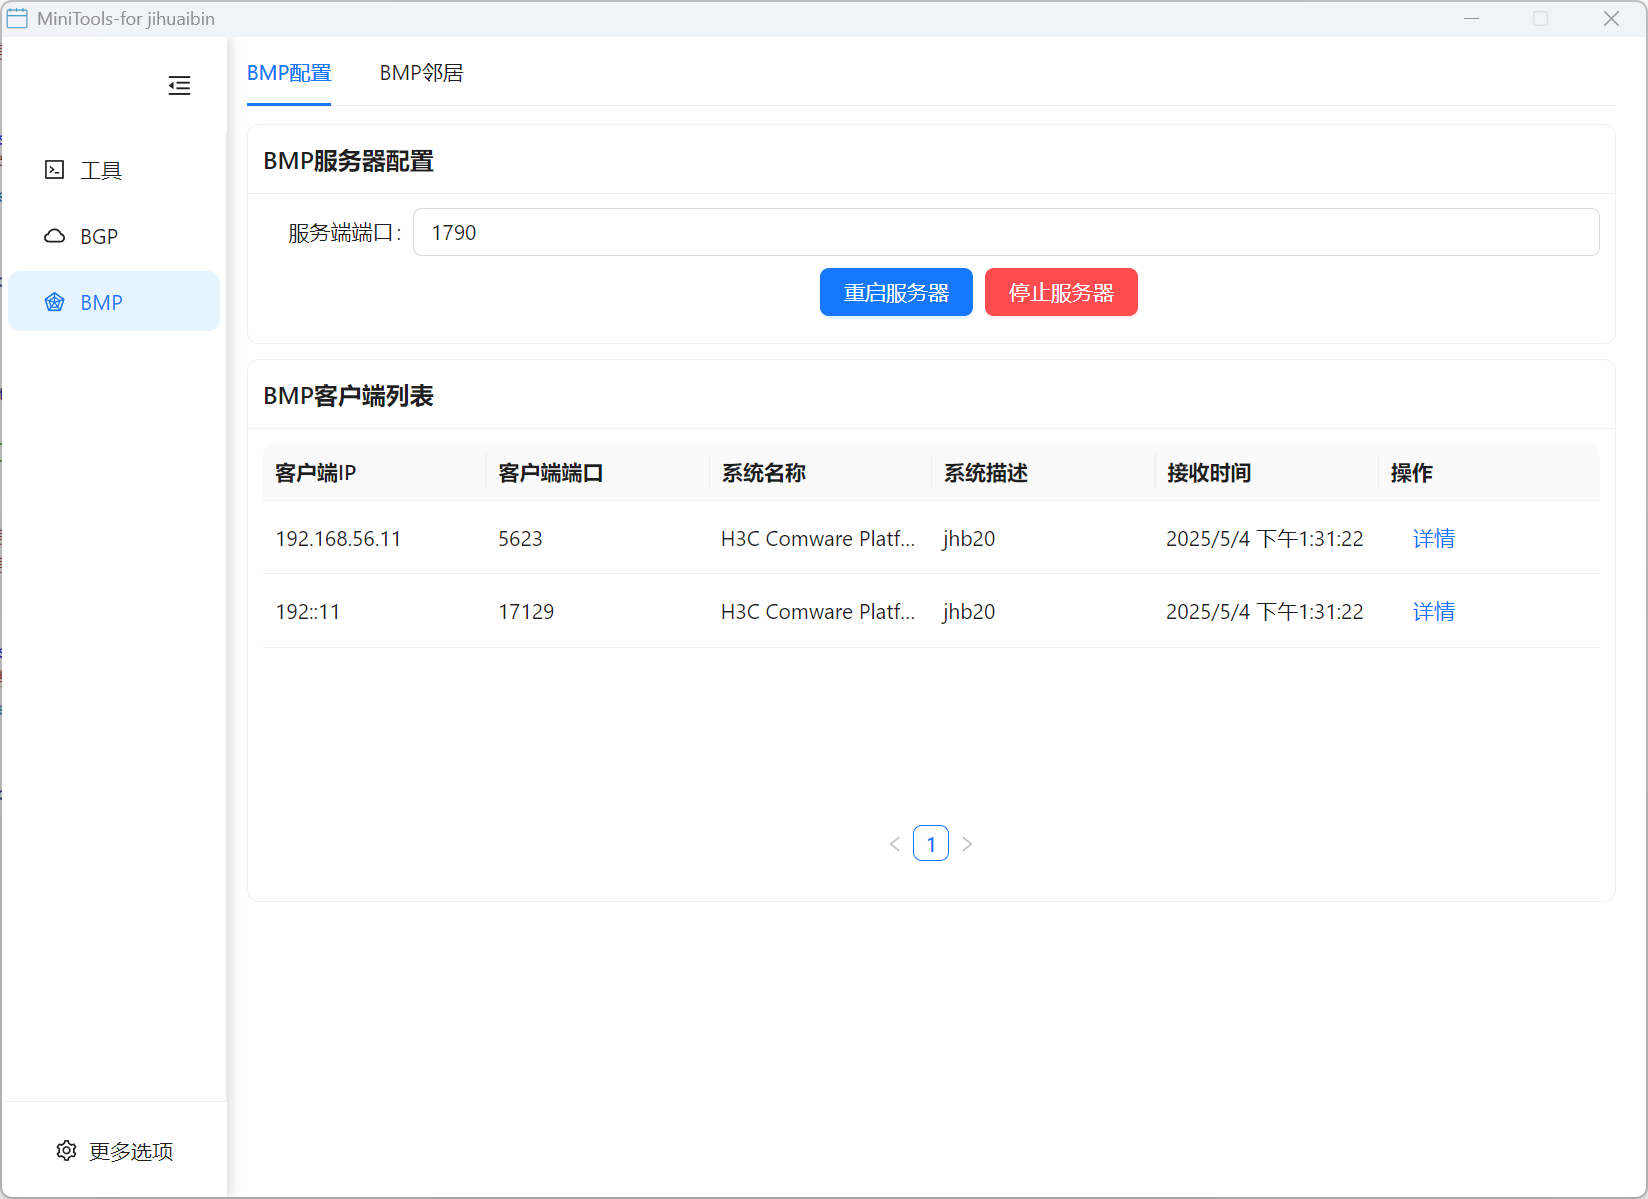 MiniTools-for jihuaibin
BMP配置 BMP邻居
工具
BGP
BMP
BMP服务器配置
服务端端口: 1790
重启服务器 停止服务器
BMP客户端列表
客户端IP 客户端端口 系统名称 系统描述 接收时间 操作
192.168.56.11 5623 H3C Comware Platf... jhb20 2025/5/4 下午1:31:22 详情
192::11 17129 H3C Comware Platf... jhb20 2025/5/4 下午1:31:22 详情
< 1 >
更多选项